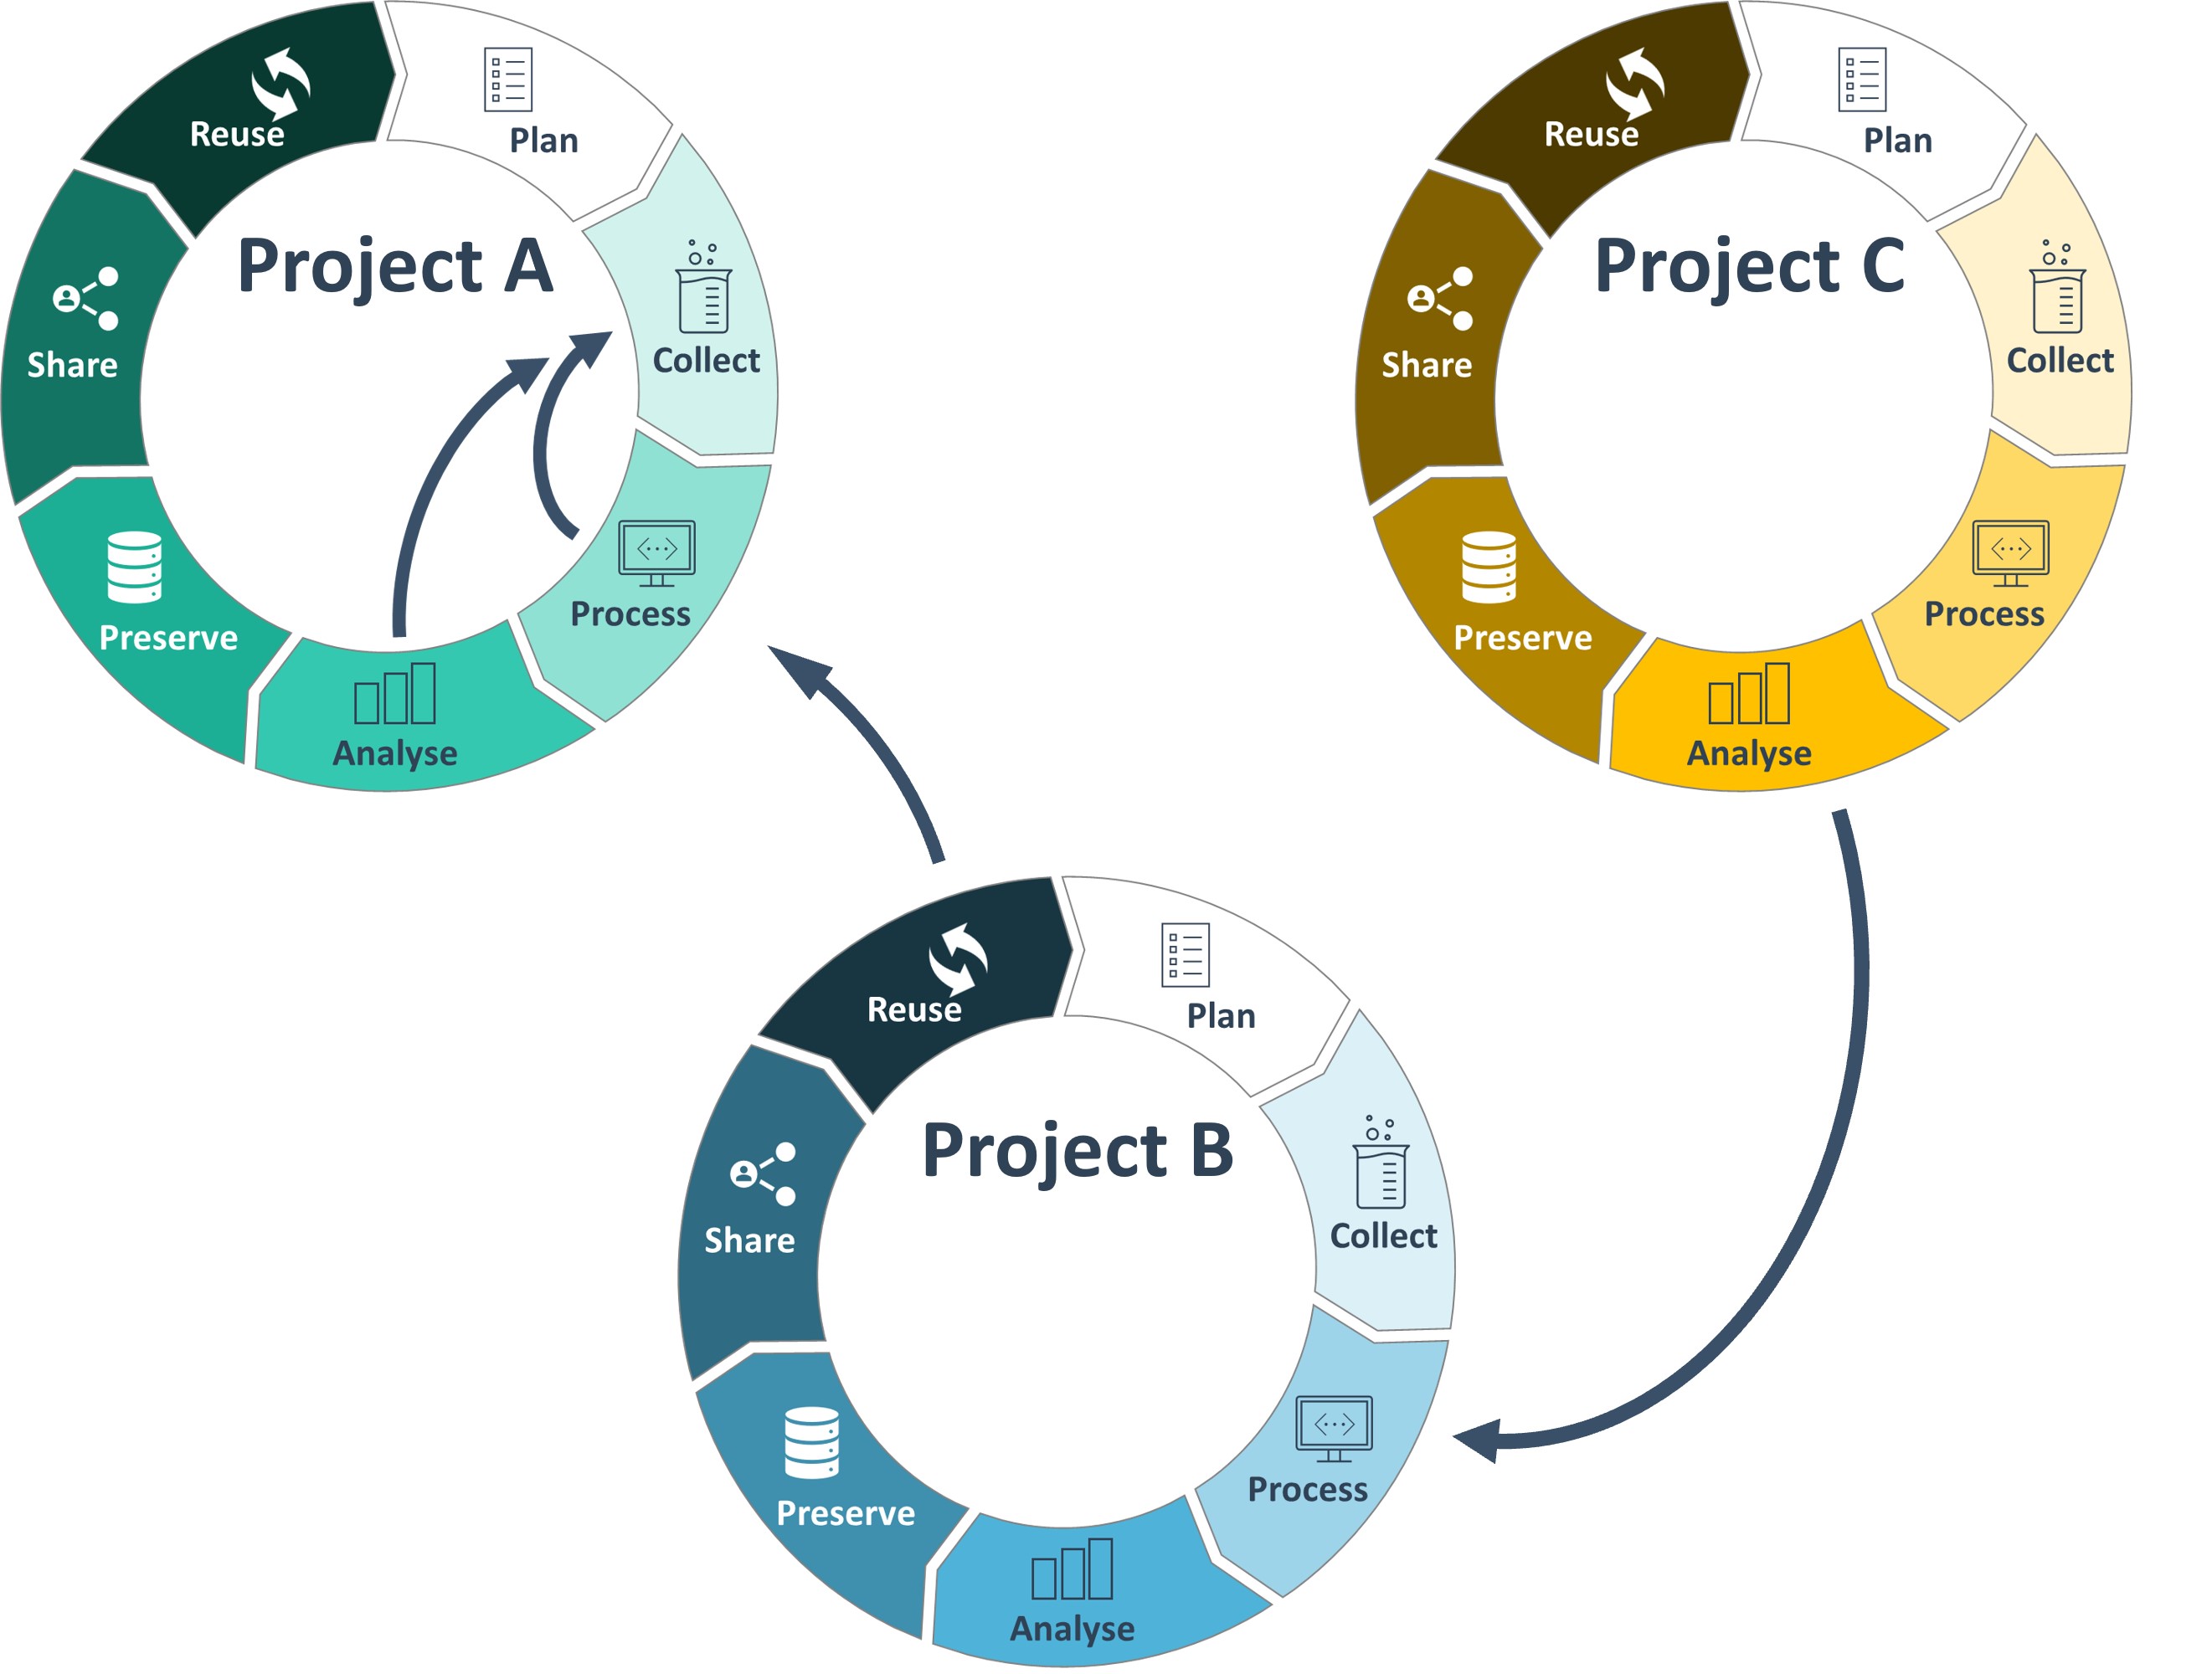 Project A
Plan
Collect
Process
Analyse
Preserve
Share
Reuse
Project C
Plan
Collect
Process
Analyse
Preserve
Share
Reuse
Project B
Plan
Collect
Process
Analyse
Preserve
Share
Reuse